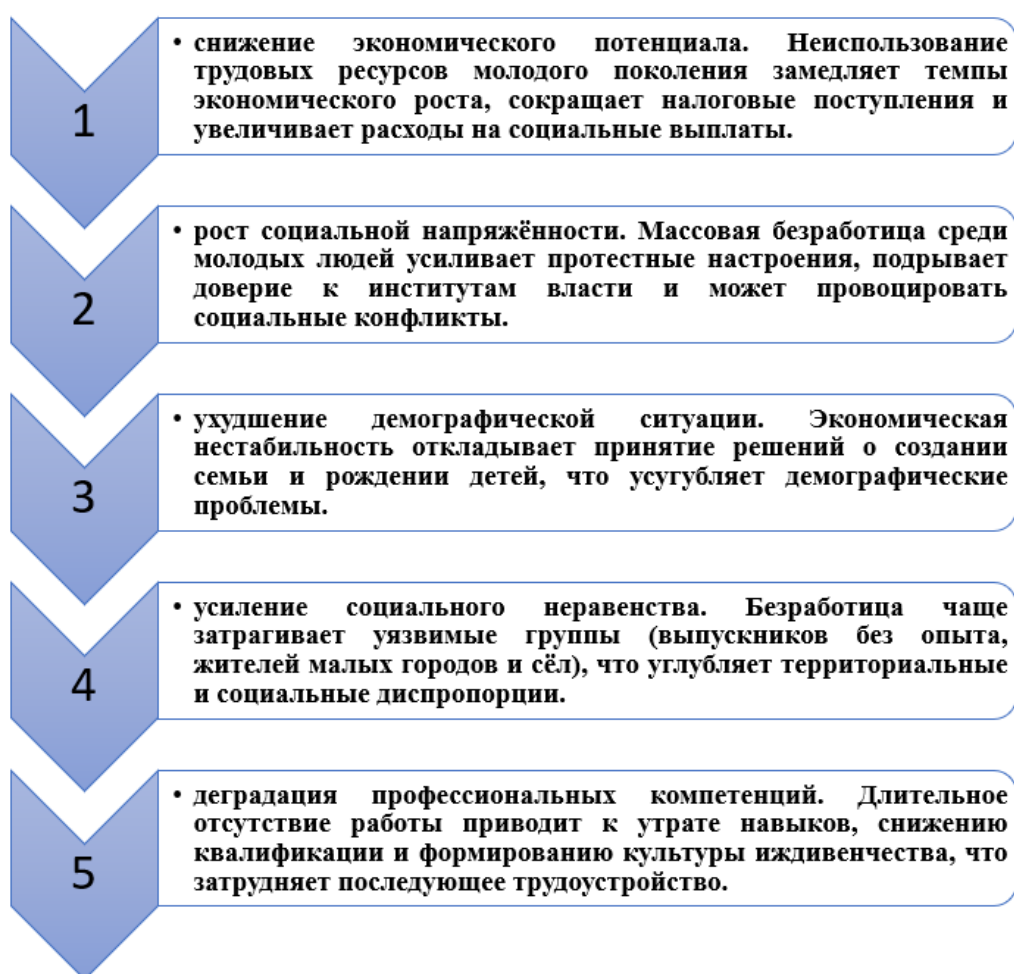 1
• снижение экономического потенциала. Неиспользование
трудовых ресурсов молодого поколения замедляет темпы
экономического роста, сокращает налоговые поступления и
увеличивает расходы на социальные выплаты.
2
• рост социальной напряжённости. Массовая безработица среди
молодых людей усиливает протестные настроения, подрывает
доверие к институтам власти и может провоцировать
социальные конфликты.
3
• ухудшение демографической ситуации. Экономическая
нестабильность откладывает принятие решений о создании
семьи и рождении детей, что усугубляет демографические
проблемы.
4
• усиление социального неравенства. Безработица чаще
затрагивает уязвимые группы (выпускников без опыта,
жителей малых городов и сёл), что углубляет территориальные
и социальные диспропорции.
5
• деградация профессиональных компетенций. Длительное
отсутствие работы приводит к утрате навыков, снижению
квалификации и формированию культуры иждивенчества, что
затрудняет последующее трудоустройство.